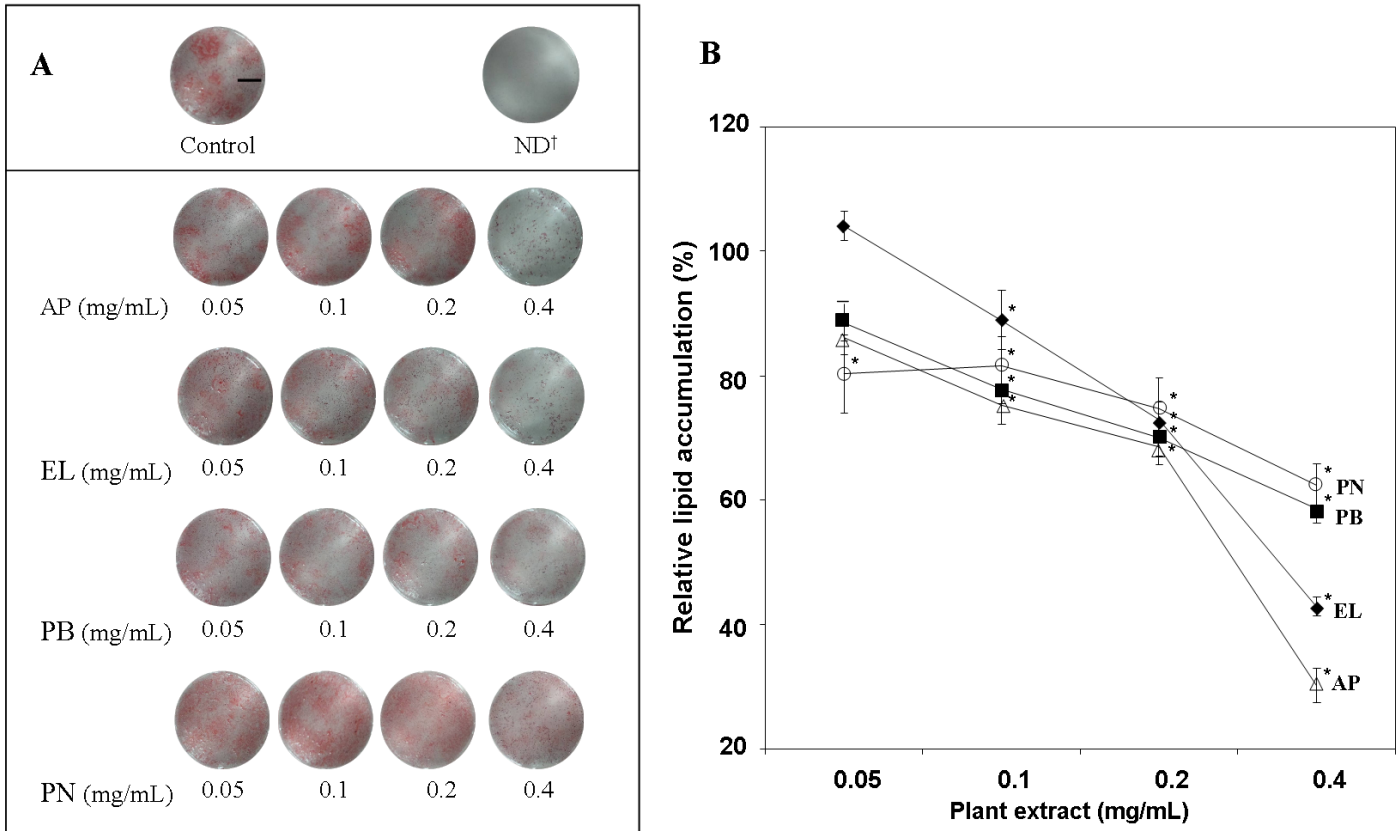 A
Control ND†
AP (mg/mL) 0.05 0.1 0.2 0.4
EL (mg/mL) 0.05 0.1 0.2 0.4
PB (mg/mL) 0.05 0.1 0.2 0.4
PN (mg/mL) 0.05 0.1 0.2 0.4
B
Relative lipid accumulation (%)
120
100
80
60
40
20
* * * * * * * * * * * * *
PN
PB
EL
AP
0.05 0.1 0.2 0.4
Plant extract (mg/mL)